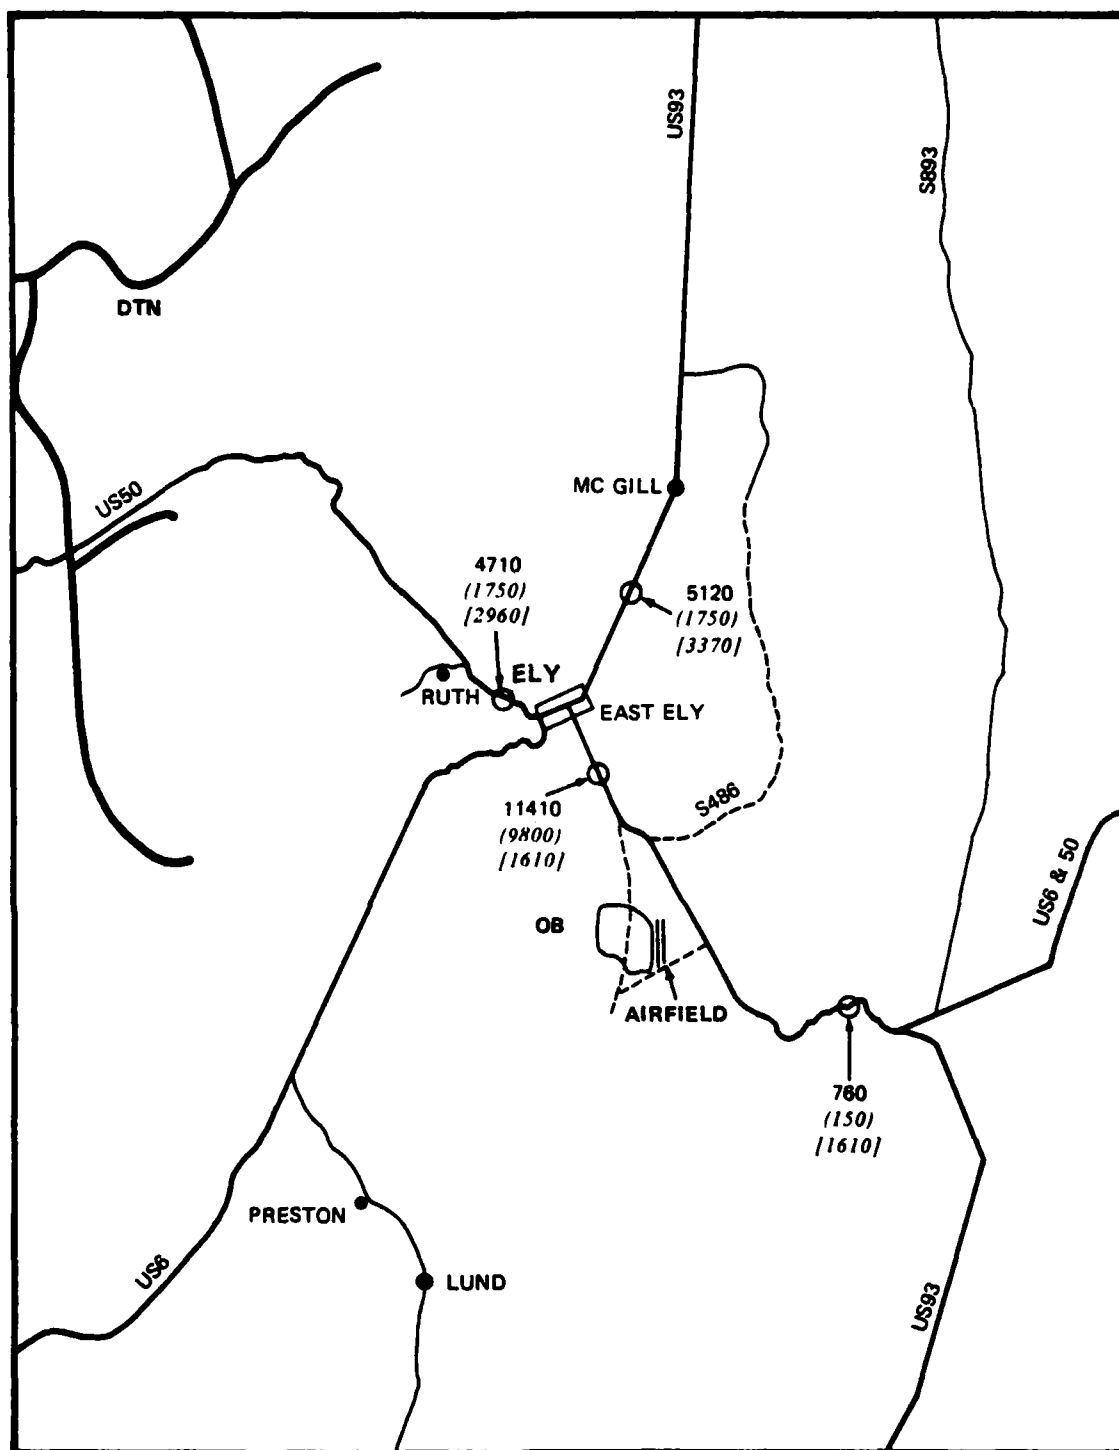 US93
S893
DTN
US50
MC GILL
4710
(1750)
[2960]
5120
(1750)
[3370]
ELY
RUTH
EAST ELY
11410
(9800)
[1610]
S486
US6 & 50
OB
AIRFIELD
760
(150)
[1610]
PRESTON
US6
LUND
US93